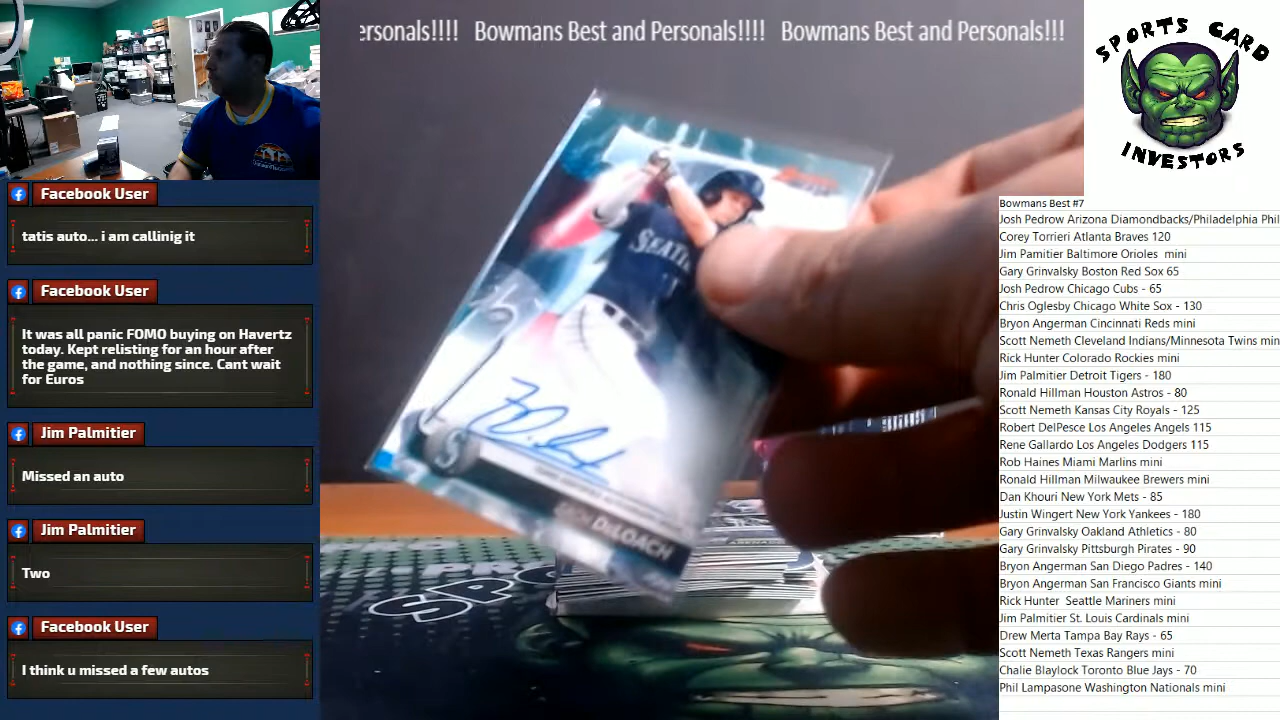 ersonals!!!! Bowmans Best and Personals!!!! Bowmans Best and Personals!!!
SPORTS CARD
INVESTORS
Facebook User
tatis auto... i am callinig it
Facebook User
It was all panic FOMO buying on Havertz
today. Kept relisting for an hour after
the game, and nothing since. Cant wait
for Euros
Jim Palmitier
Missed an auto
Jim Palmitier
Two
Facebook User
I think u missed a few autos
SEATT
DELOACH
SPO
Bowmans Best #7
Josh Pedrow Arizona Diamondbacks/Philadelphia Phil
Corey Torrieri Atlanta Braves 120
Jim Pamitier Baltimore Orioles mini
Gary Grinvalsky Boston Red Sox 65
Josh Pedrow Chicago Cubs - 65
Chris Oglesby Chicago White Sox - 130
Bryon Angerman Cincinnati Reds mini
Scott Nemeth Cleveland Indians/Minnesota Twins min
Rick Hunter Colorado Rockies mini
Jim Palmitier Detroit Tigers - 180
Ronald Hillman Houston Astros - 80
Scott Nemeth Kansas City Royals - 125
Robert DelPesce Los Angeles Angels 115
Rene Gallardo Los Angeles Dodgers 115
Rob Haines Miami Marlins mini
Ronald Hillman Milwaukee Brewers mini
Dan Khouri New York Mets - 85
Justin Wingert New York Yankees - 180
Gary Grinvalsky Oakland Athletics - 80
Gary Grinvalsky Pittsburgh Pirates - 90
Bryon Angerman San Diego Padres - 140
Bryon Angerman San Francisco Giants mini
Rick Hunter Seattle Mariners mini
Jim Palmitier St. Louis Cardinals mini
Drew Merta Tampa Bay Rays - 65
Scott Nemeth Texas Rangers mini
Chalie Blaylock Toronto Blue Jays - 70
Phil Lampasone Washington Nationals mini